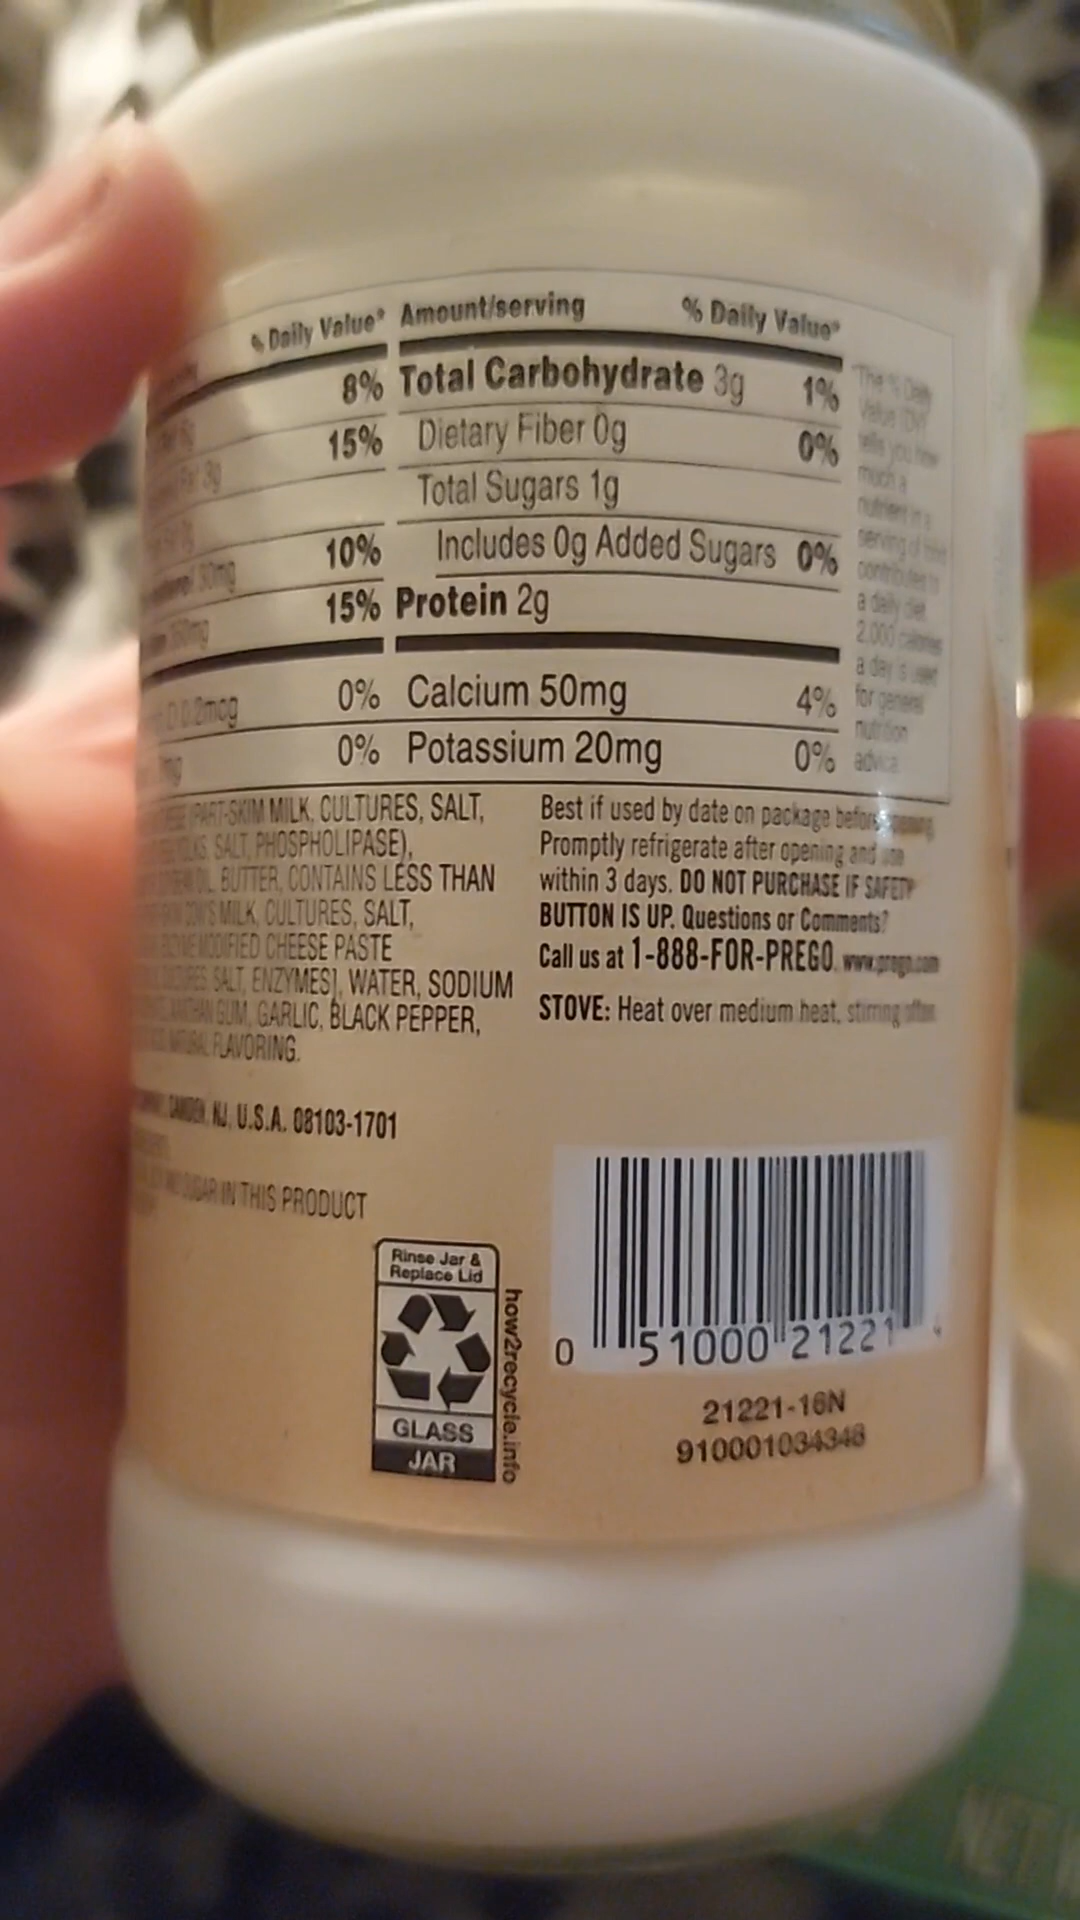 % Daily Value* Amount/serving % Daily Value*
8% Total Carbohydrate 3g 1%
15% Dietary Fiber 0g 0%
Fat 3g Total Sugars 1g
10% Includes 0g Added Sugars 0%
30mg
15% Protein 2g
0% Calcium 50mg 4%
0% Potassium 20mg 0%
The % Daily
Value (DV)
tells you how
much a
nutrient in a
serving of food
contributes to
a daily diet.
2,000 calories
a day is used
for general
nutrition
advice.
(PART-SKIM MILK, CULTURES, SALT,
SALT, PHOSPHOLIPASE),
BUTTER, CONTAINS LESS THAN
MILK, CULTURES, SALT,
MODIFIED CHEESE PASTE
SALT, ENZYMES], WATER, SODIUM
XANTHAN GUM, GARLIC, BLACK PEPPER,
NATURAL FLAVORING.
CAMDEN, NJ, U.S.A. 08103-1701
SUGAR IN THIS PRODUCT
Best if used by date on package before opening.
Promptly refrigerate after opening and use
within 3 days. DO NOT PURCHASE IF SAFETY
BUTTON IS UP. Questions or Comments?
Call us at 1-888-FOR-PREGO. www.prego.com
STOVE: Heat over medium heat, stirring often.
Rinse Jar &
Replace Lid
GLASS
JAR
how2recycle.info
0 51000 21221 4
21221-16N
910001034348
NET